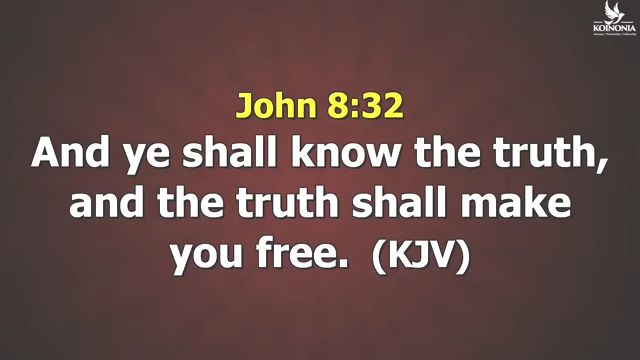 KOINONIA
John 8:32
And ye shall know the truth,
and the truth shall make
you free. (KJV)